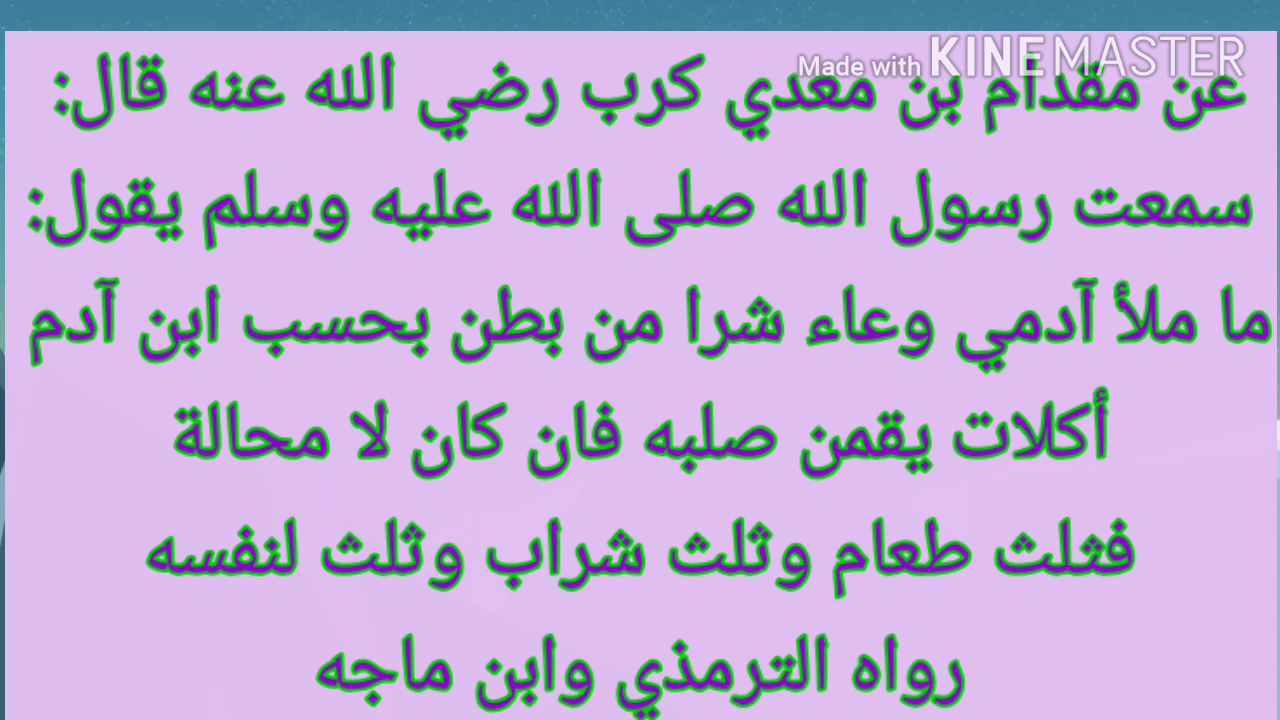 Made with KINEMASTER
عن مقدام بن معدي كرب رضي الله عنه قال:
سمعت رسول الله صلى الله عليه وسلم يقول:
ما ملأ آدمي وعاء شرا من بطن بحسب ابن آدم
أكلات يقمن صلبه فان كان لا محالة
فثلث طعام وثلث شراب وثلث لنفسه
رواه الترمذي وابن ماجه